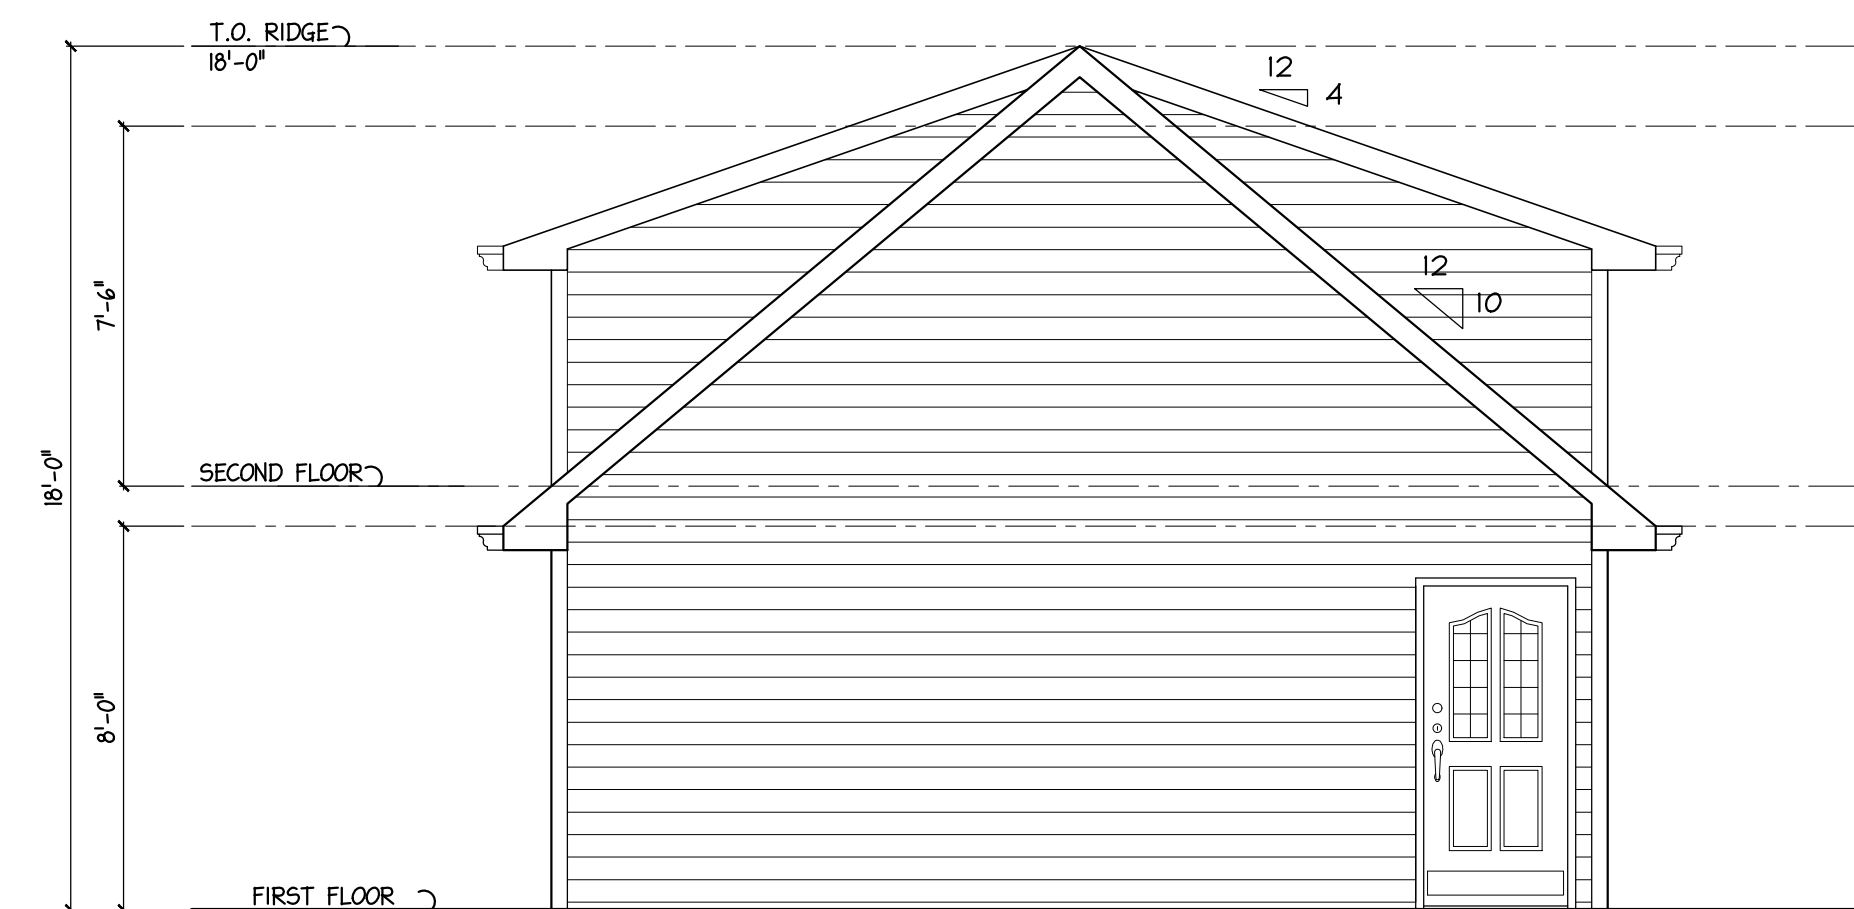 T.O. RIDGE
18'-0"
12
4
7'-6"
12
10
18'-0"
SECOND FLOOR
8'-0"
FIRST FLOOR